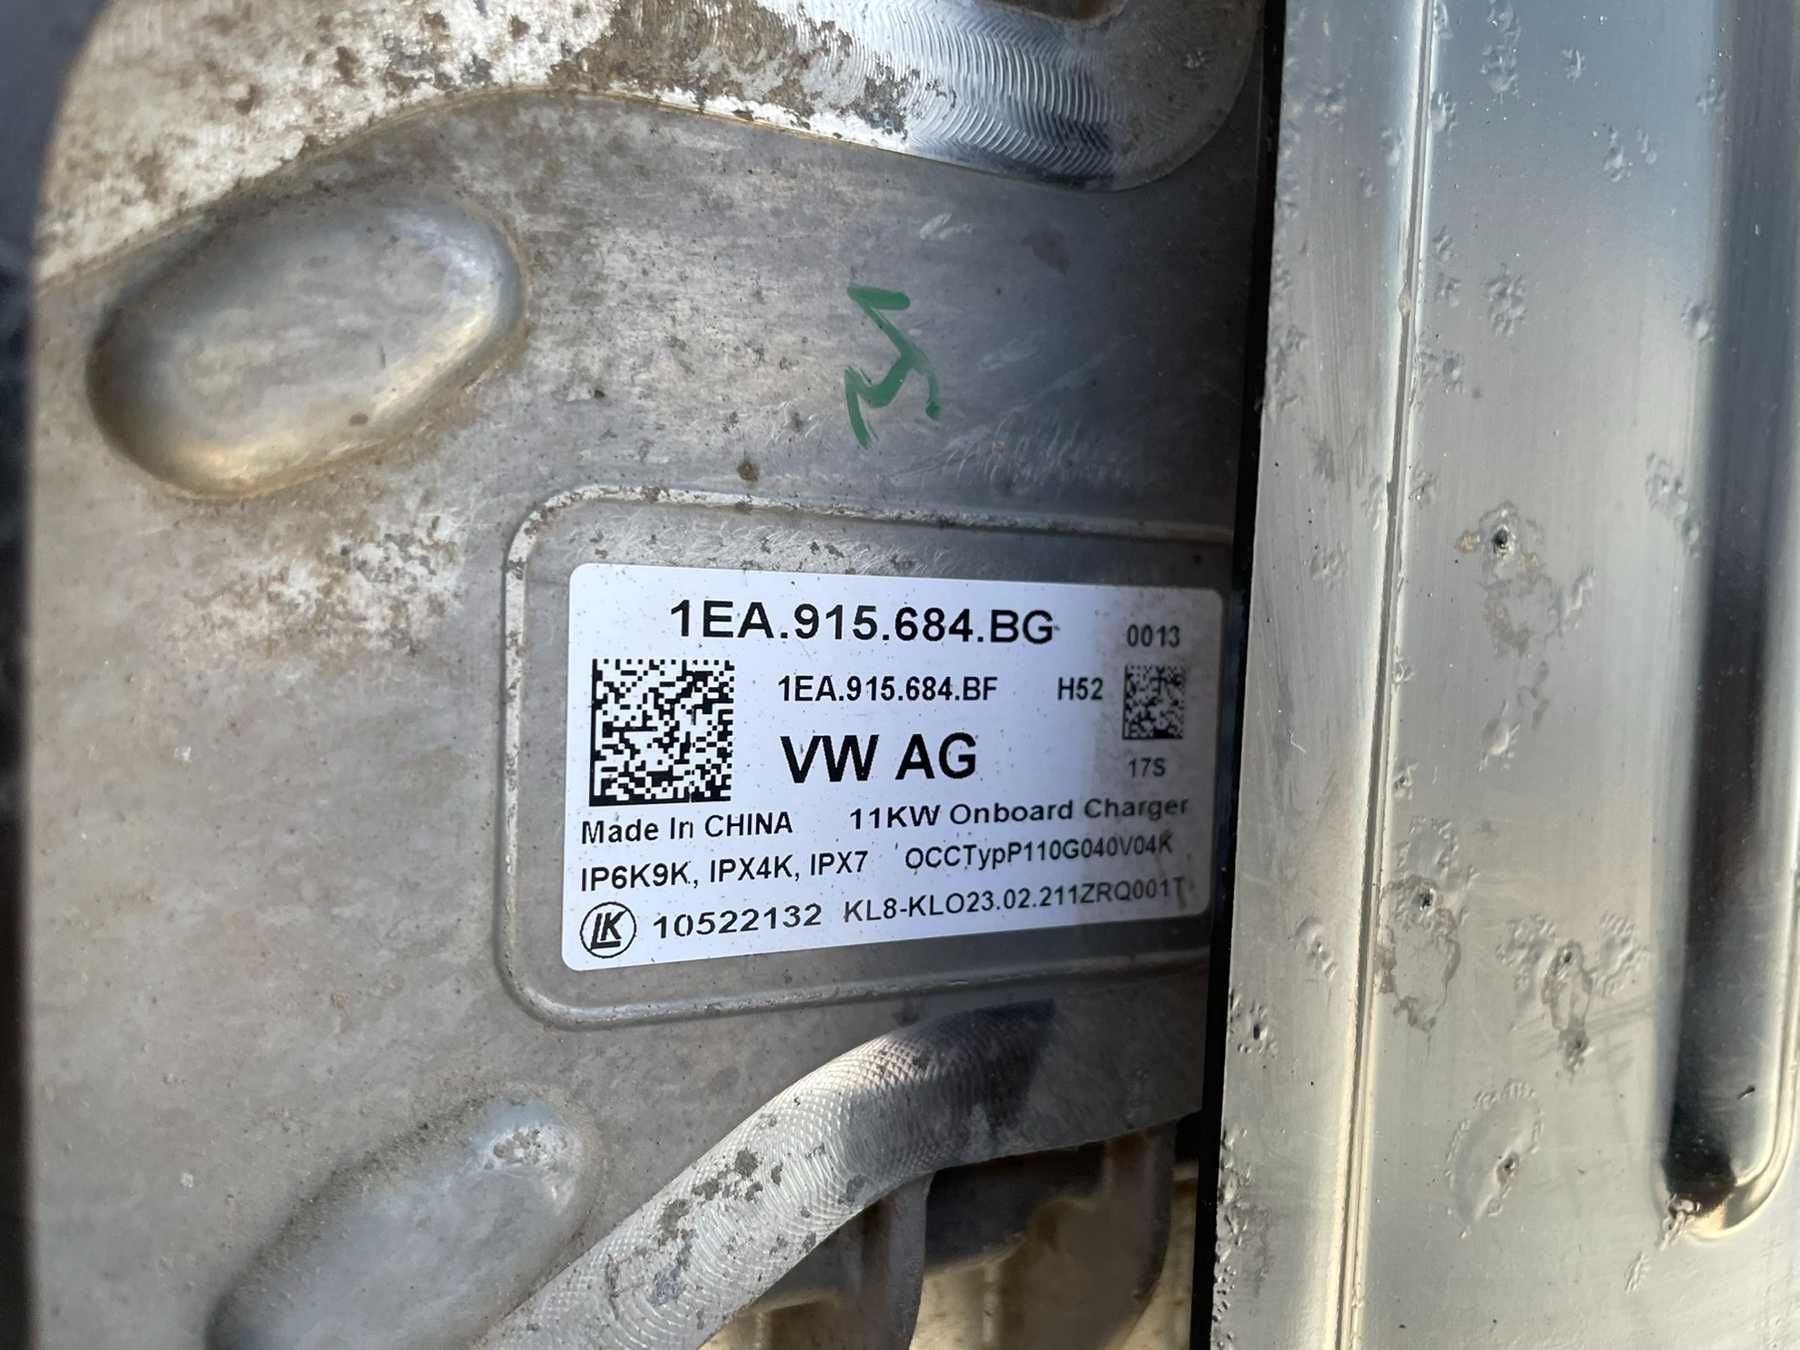 1EA.915.684.BG 0013
1EA.915.684.BF H52
VW AG 17S
Made In CHINA 11KW Onboard Charger
IP6K9K, IPX4K, IPX7 OCCTypP110G040V04K
LK 10522132 KL8-KLO23.02.211ZRQ001T